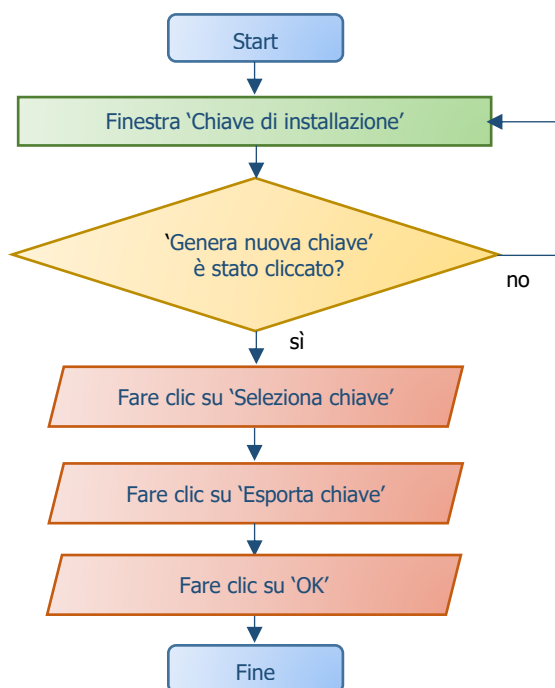 Start
Finestra ‘Chiave di installazione’
‘Genera nuova chiave’
è stato cliccato?
no
sì
Fare clic su ‘Seleziona chiave’
Fare clic su ‘Esporta chiave’
Fare clic su ‘OK’
Fine